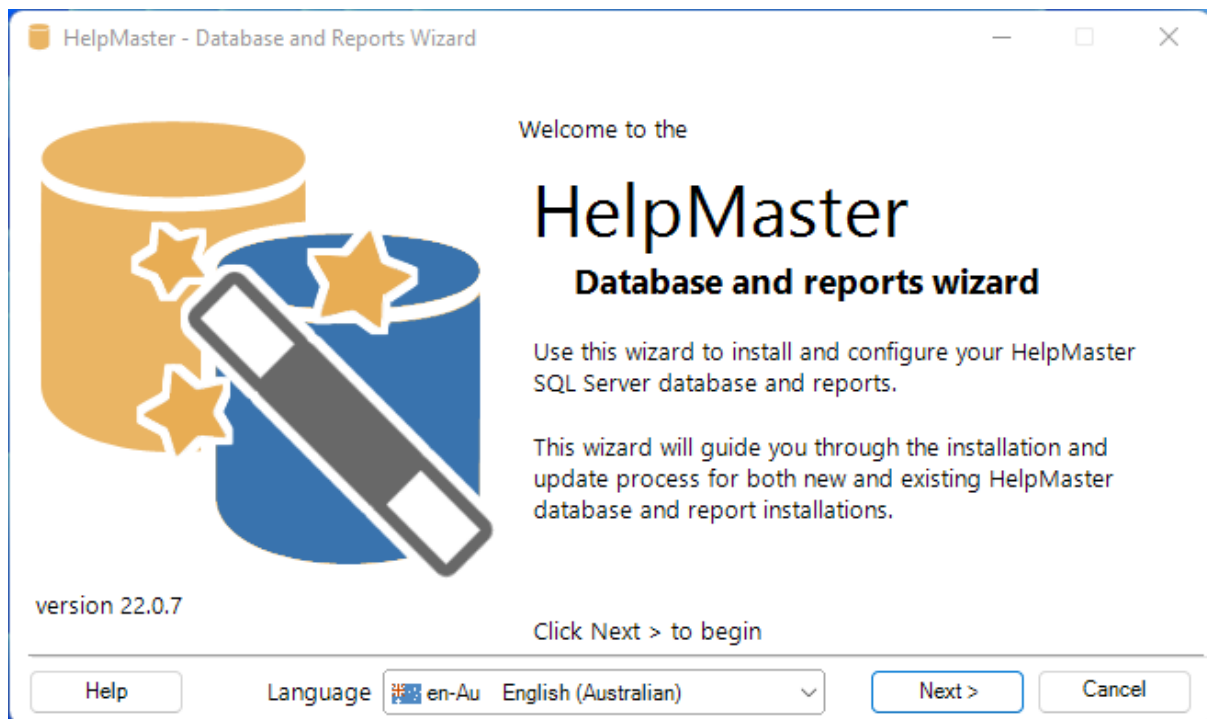 HelpMaster - Database and Reports Wizard
Welcome to the
HelpMaster
Database and reports wizard
Use this wizard to install and configure your HelpMaster
SQL Server database and reports.
This wizard will guide you through the installation and
update process for both new and existing HelpMaster
database and report installations.
version 22.0.7
Click Next > to begin
Help
Language
en-Au English (Australian)
Next >
Cancel